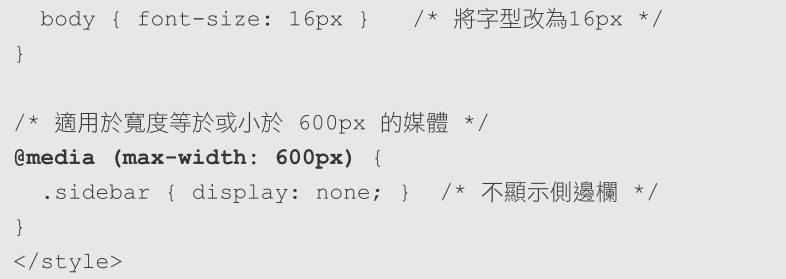 body { font-size: 16px }   /* 將字型改為16px */
}
/* 適用於寬度等於或小於 600px 的媒體 */
@media (max-width: 600px) {
  .sidebar { display: none; }  /* 不顯示側邊欄 */
}
</style>